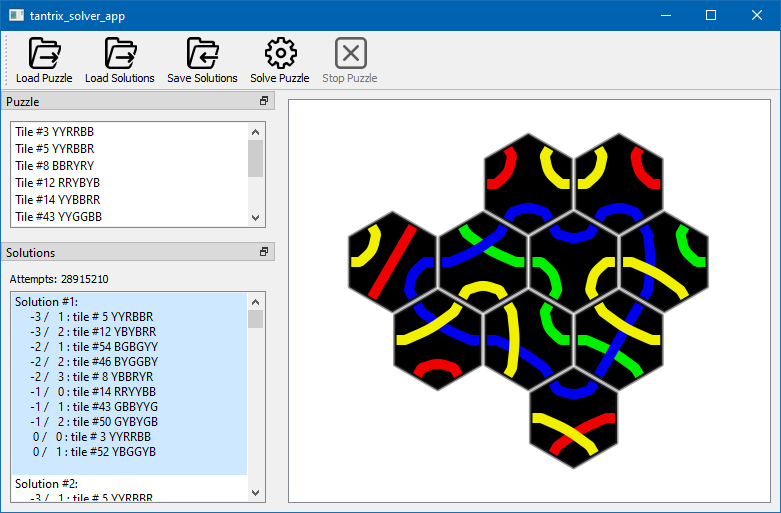 tantrix_solver_app
Load Puzzle Load Solutions Save Solutions Solve Puzzle Stop Puzzle
Puzzle
Tile #3 YYRRBB
Tile #5 YYRBBR
Tile #8 BBRYRY
Tile #12 RRYBYB
Tile #14 YYBBRR
Tile #43 YYGGBB
Solutions
Attempts: 28915210
Solution #1:
-3 / 1 : tile # 5 YYRBBR
-3 / 2 : tile #12 YBYBRR
-2 / 1 : tile #54 BGBGYY
-2 / 2 : tile #46 BYGGBY
-2 / 3 : tile # 8 YBBRYR
-1 / 0 : tile #14 RRYYBB
-1 / 1 : tile #43 GBBYYG
-1 / 2 : tile #50 GYBYGB
0 / 0 : tile # 3 YYRRBB
0 / 1 : tile #52 YBGGYB
Solution #2:
-3 / 1 : tile # 5 YYRBBR